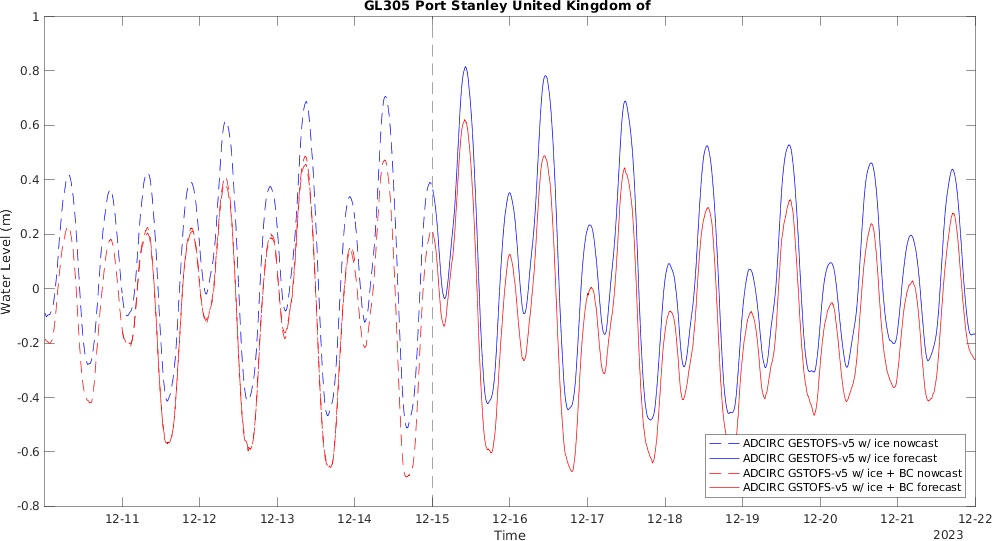 GL305 Port Stanley United Kingdom of
1
0.8
0.6
0.4
0.2
0
-0.2
-0.4
-0.6
-0.8
Water Level (m)
ADCIRC GESTOFS-v5 w/ ice nowcast
ADCIRC GESTOFS-v5 w/ ice forecast
ADCIRC GSTOFS-v5 w/ ice + BC nowcast
ADCIRC GSTOFS-v5 w/ ice + BC forecast
12-11 12-12 12-13 12-14 12-15 12-16 12-17 12-18 12-19 12-20 12-21 12-22
Time
2023